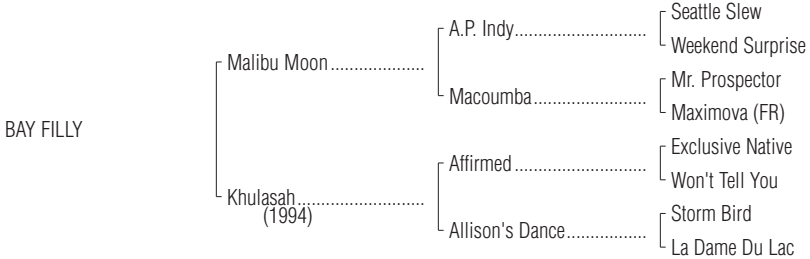 Seattle Slew
A.P. Indy............................
Weekend Surprise
Malibu Moon....................
Mr. Prospector
Macoumba........................
Maximova (FR)
BAY FILLY
Exclusive Native
Affirmed............................
Won't Tell You
Khulasah...........................
(1994)
Storm Bird
Allison's Dance.................
La Dame Du Lac